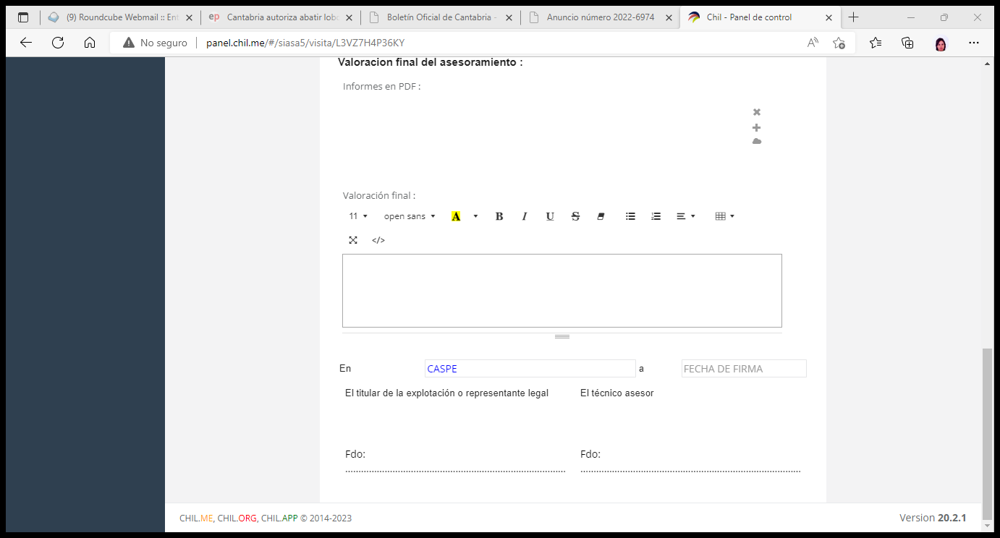 (9) Roundcube Webmail :: Ent
ep Cantabria autoriza abatir lobo
Boletín Oficial de Cantabria -
Anuncio número 2022-6974
Chil - Panel de control
No seguro
panel.chil.me/#/siasa5/visita/L3VZ7H4P36KY
Valoracion final del asesoramiento :
Informes en PDF :
Valoración final :
11 open sans A B I U S
</>
En CASPE a FECHA DE FIRMA
El titular de la explotación o representante legal El técnico asesor
Fdo: Fdo:
CHIL.ME, CHIL.ORG, CHIL.APP © 2014-2023 Version 20.2.1